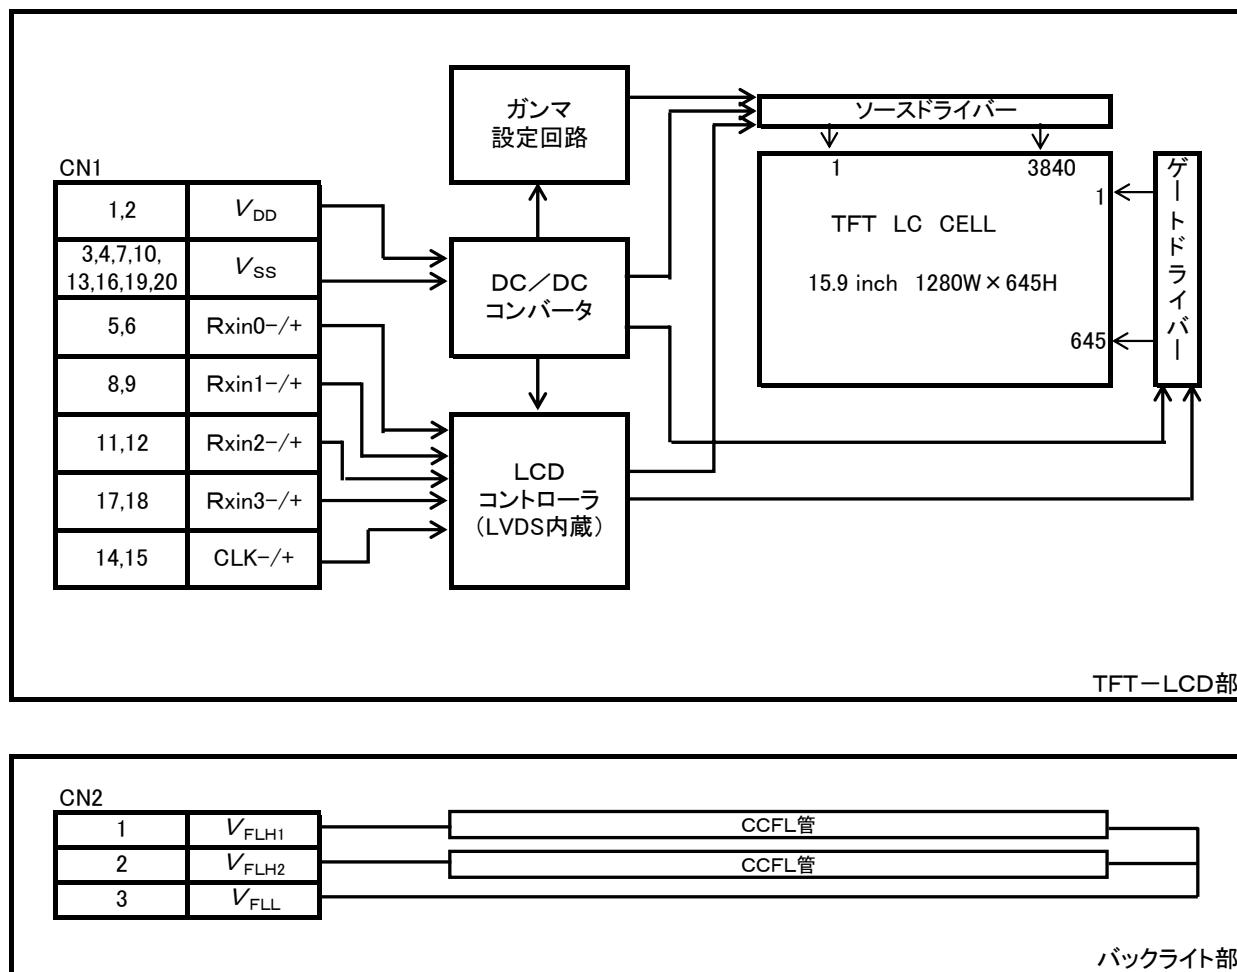 ガンマ
設定回路
ソースドライバー
CN1
1,2 VDD
3,4,7,10,
13,16,19,20 VSS
5,6 Rxin0-/+
8,9 Rxin1-/+
11,12 Rxin2-/+
17,18 Rxin3-/+
14,15 CLK-/+
DC/DC
コンバータ
LCD
コントローラ
(LVDS内蔵)
1 3840
1
TFT LC CELL
15.9 inch 1280W×645H
645
ゲートドライバー
TFT-LCD部
CN2
1 VFLH1
2 VFLH2
3 VFLL
CCFL管
CCFL管
バックライト部